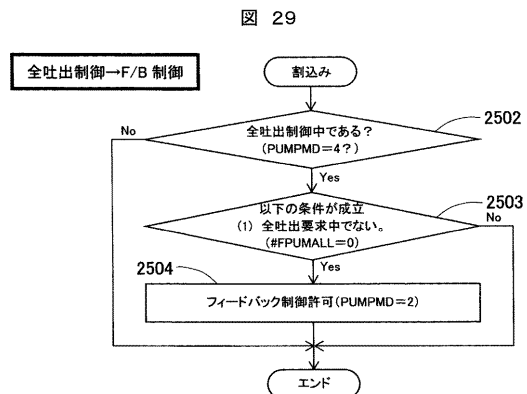 図 29
全吐出制御→F/B 制御
割込み
2502
No
全吐出制御中である?
(PUMPMD=4?)
Yes
2503
以下の条件が成立
(1) 全吐出要求中でない。
(#FPUMALL=0)
No
Yes
2504
フィードバック制御許可(PUMPMD=2)
エンド